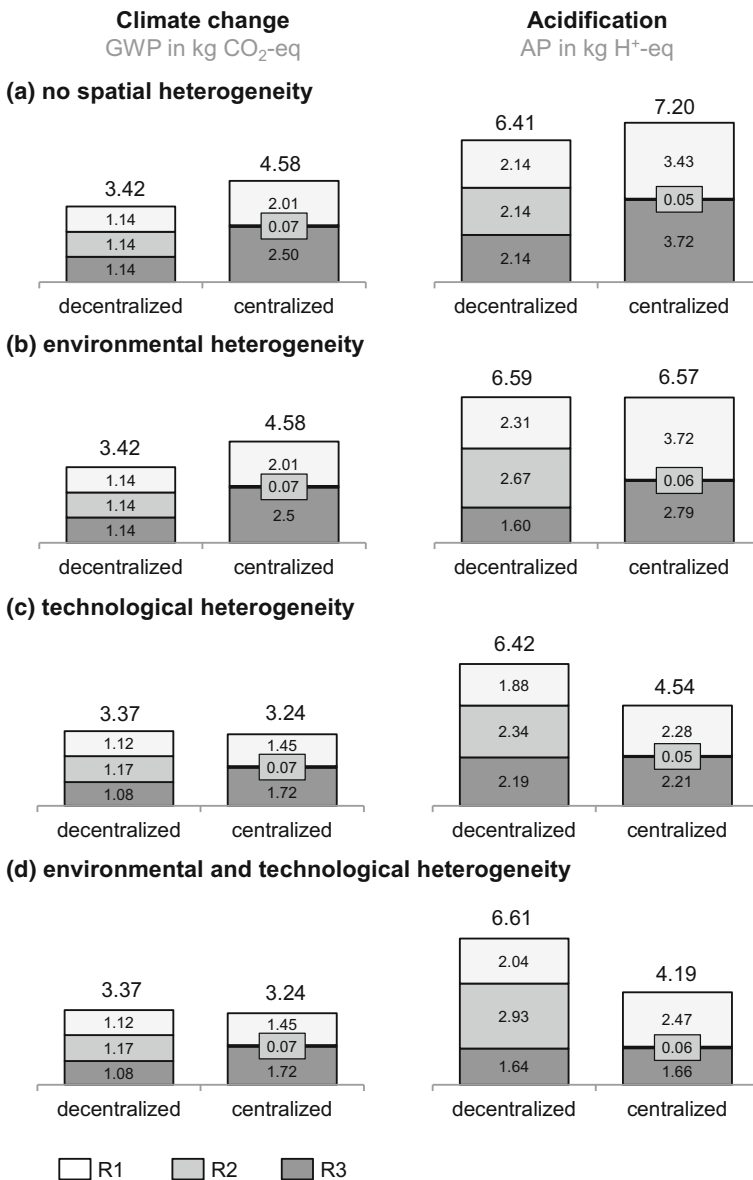 Climate change
Acidification
GWP in kg CO₂-eq
AP in kg H⁺-eq
(a) no spatial heterogeneity
3.42
1.14
1.14
1.14
4.58
2.01
0.07
2.50
decentralized
centralized
6.41
2.14
2.14
2.14
7.20
3.43
0.05
3.72
decentralized
centralized
(b) environmental heterogeneity
3.42
1.14
1.14
1.14
4.58
2.01
0.07
2.5
decentralized
centralized
6.59
2.31
2.67
1.60
6.57
3.72
0.06
2.79
decentralized
centralized
(c) technological heterogeneity
3.37
1.12
1.17
1.08
3.24
1.45
0.07
1.72
decentralized
centralized
6.42
1.88
2.34
2.19
4.54
2.28
0.05
2.21
decentralized
centralized
(d) environmental and technological heterogeneity
3.37
1.12
1.17
1.08
3.24
1.45
0.07
1.72
decentralized
centralized
6.61
2.04
2.93
1.64
4.19
2.47
0.06
1.66
decentralized
centralized
R1
R2
R3